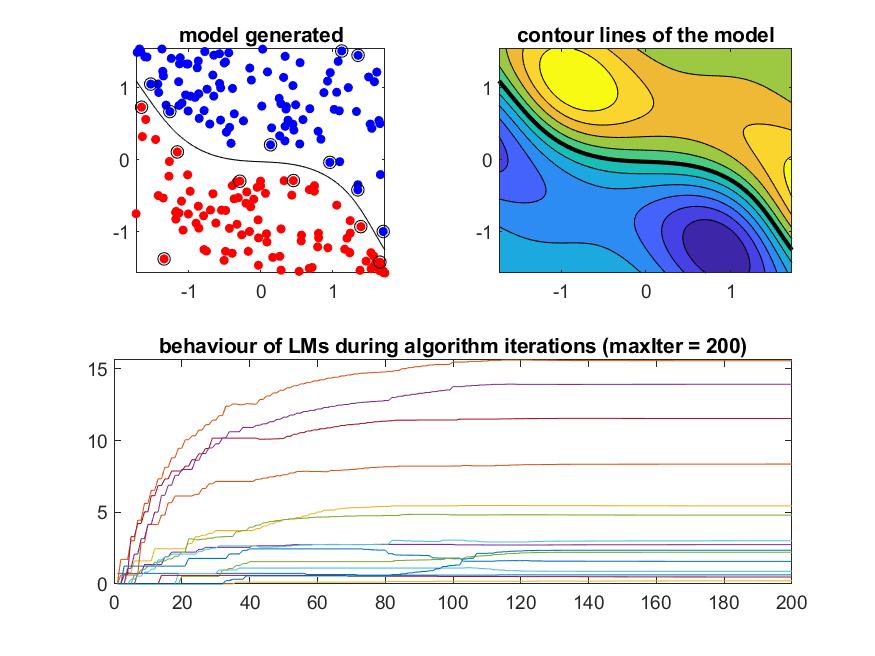 model generated
contour lines of the model
1
0
-1
-1 0 1
1
0
-1
-1 0 1
behaviour of LMs during algorithm iterations (maxIter = 200)
15
10
5
0
0 20 40 60 80 100 120 140 160 180 200